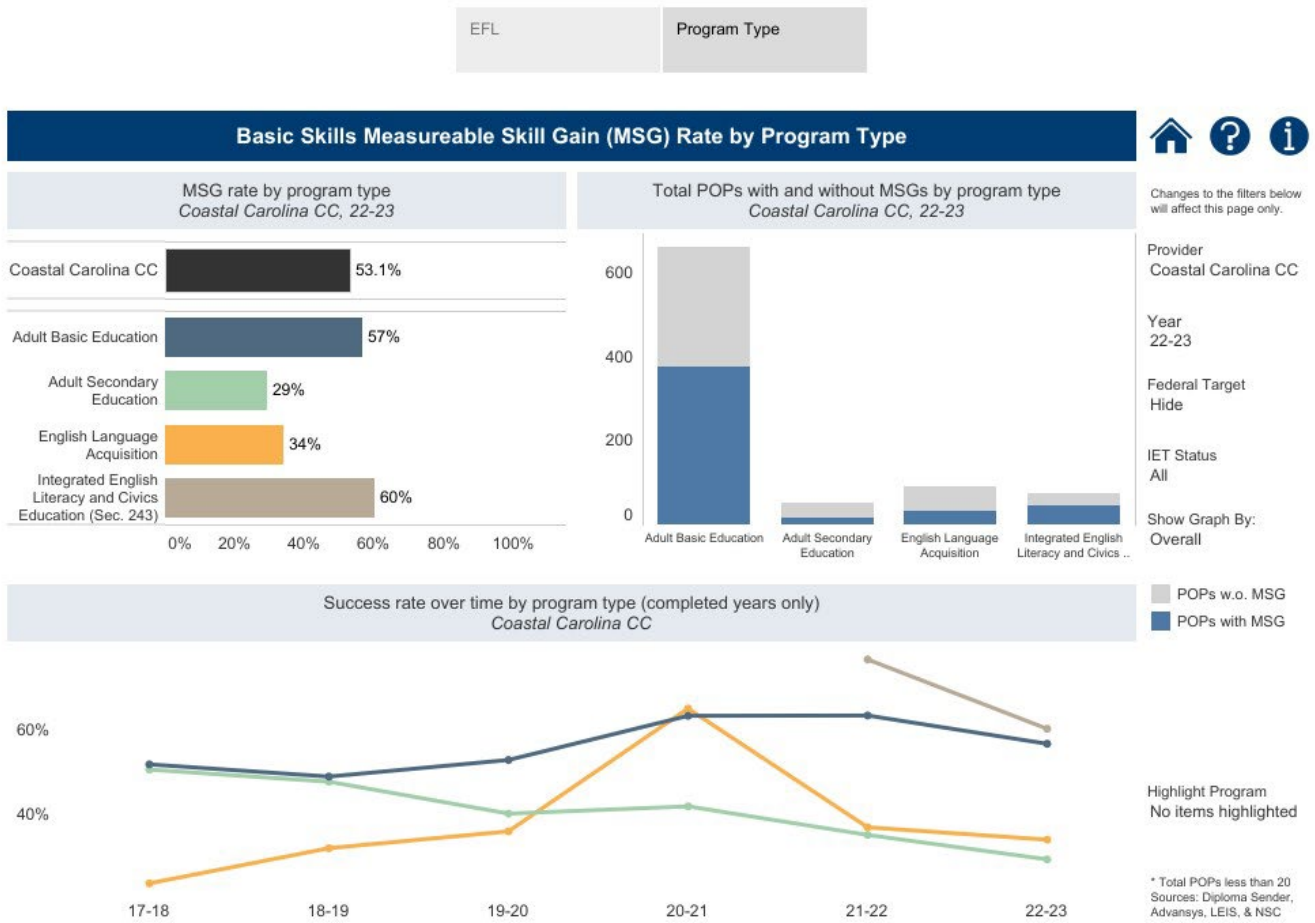 EFL
Program Type
Basic Skills Measureable Skill Gain (MSG) Rate by Program Type
MSG rate by program type
Coastal Carolina CC, 22-23
Coastal Carolina CC
53.1%
Adult Basic Education
57%
Adult Secondary
Education
29%
English Language
Acquisition
34%
Integrated English
Literacy and Civics
Education (Sec. 243)
60%
0% 20% 40% 60% 80% 100%
Total POPs with and without MSGs by program type
Coastal Carolina CC, 22-23
600
400
200
0
Adult Basic Education
Adult Secondary
Education
English Language
Acquisition
Integrated English
Literacy and Civics ..
Changes to the filters below
will affect this page only.
Provider
Coastal Carolina CC
Year
22-23
Federal Target
Hide
IET Status
All
Show Graph By:
Overall
POPs w.o. MSG
POPs with MSG
Success rate over time by program type (completed years only)
Coastal Carolina CC
60%
40%
17-18 18-19 19-20 20-21 21-22 22-23
Highlight Program
No items highlighted
* Total POPs less than 20
Sources: Diploma Sender,
Advansys, LEIS, & NSC